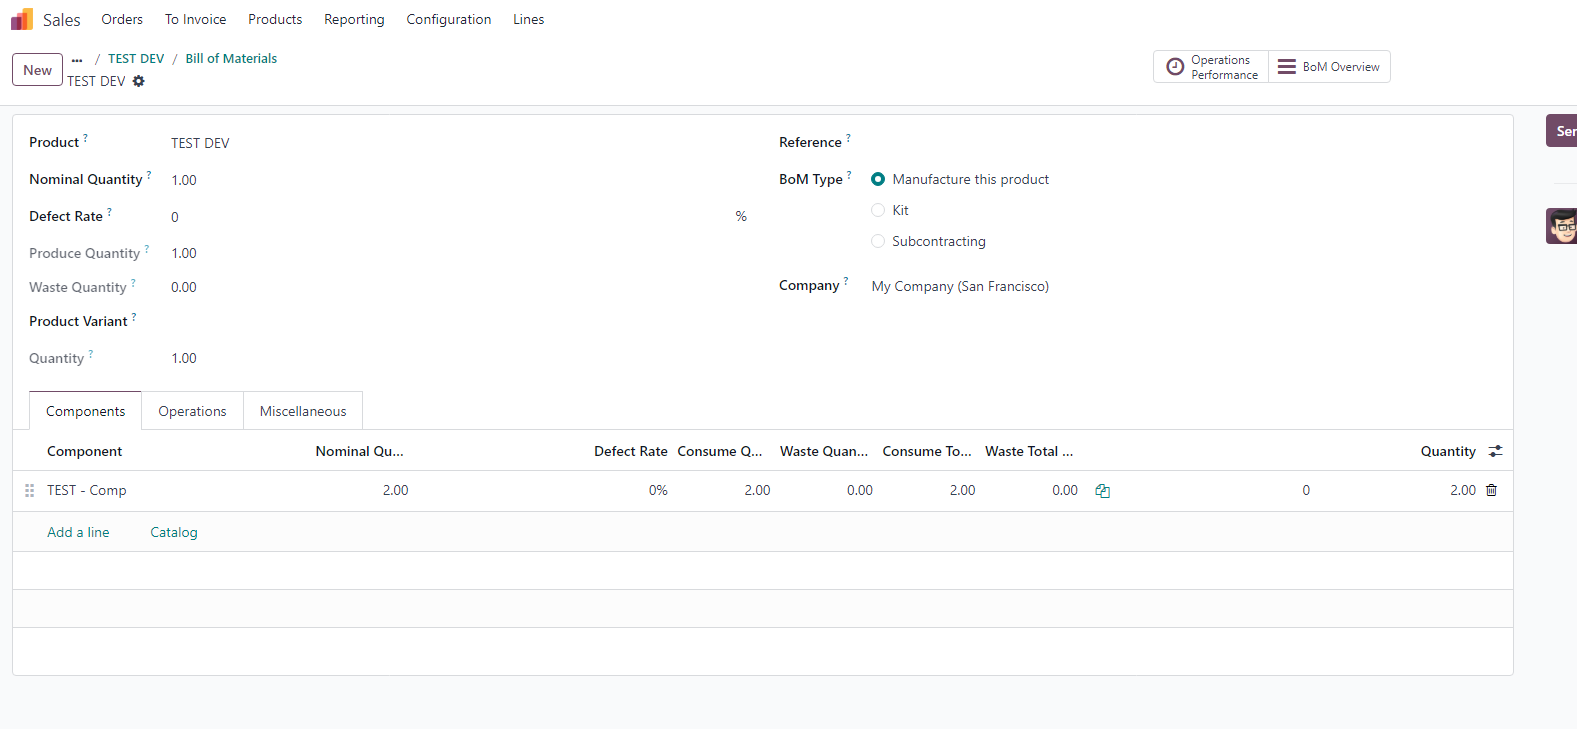 Sales Orders To Invoice Products Reporting Configuration Lines
New ... / TEST DEV / Bill of Materials
TEST DEV
Operations Performance
BoM Overview
Product ? TEST DEV
Nominal Quantity ? 1.00
Defect Rate ? 0 %
Produce Quantity ? 1.00
Waste Quantity ? 0.00
Product Variant ?
Quantity ? 1.00
Reference ?
BoM Type ? Manufacture this product
Kit
Subcontracting
Company ? My Company (San Francisco)
Ser
Components Operations Miscellaneous
Component Nominal Qu... Defect Rate Consume Q... Waste Quan... Consume To... Waste Total ... Quantity
TEST - Comp 2.00 0% 2.00 0.00 2.00 0.00 0 2.00
Add a line Catalog